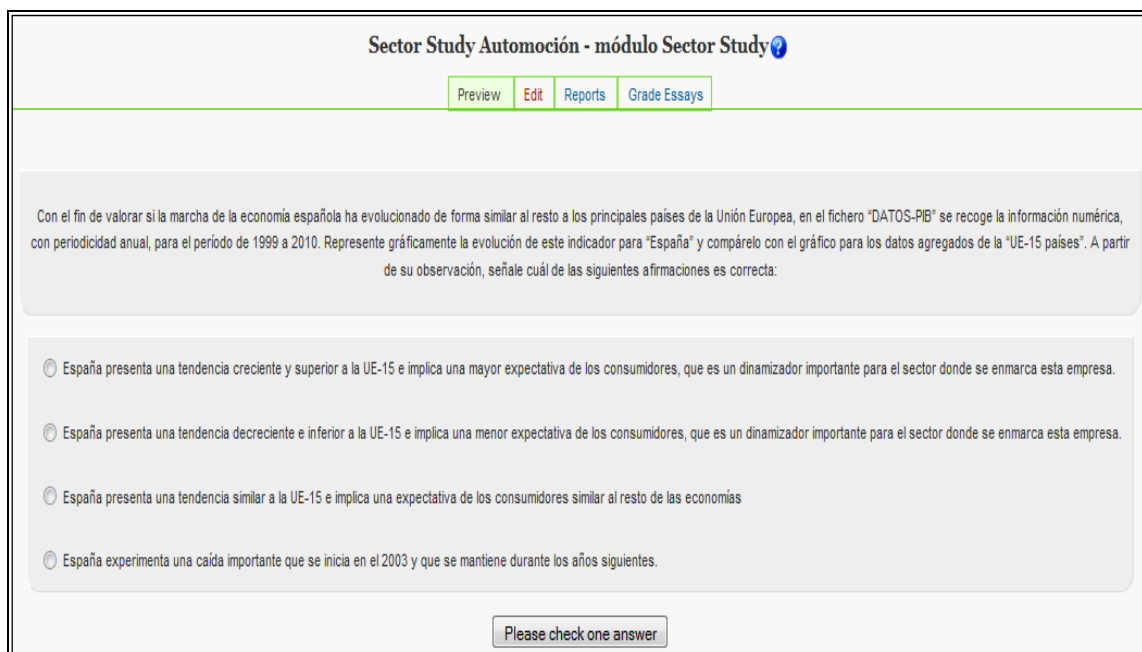 Sector Study Automoción - módulo Sector Study?
Preview Edit Reports Grade Essays
Con el fin de valorar si la marcha de la economía española ha evolucionado de forma similar al resto a los principales países de la Unión Europea, en el fichero “DATOS-PIB” se recoge la información numérica,
con periodicidad anual, para el período de 1999 a 2010. Represente gráficamente la evolución de este indicador para “España” y compárelo con el gráfico para los datos agregados de la “UE-15 países”. A partir
de su observación, señale cuál de las siguientes afirmaciones es correcta:
España presenta una tendencia creciente y superior a la UE-15 e implica una mayor expectativa de los consumidores, que es un dinamizador importante para el sector donde se enmarca esta empresa.
España presenta una tendencia decreciente e inferior a la UE-15 e implica una menor expectativa de los consumidores, que es un dinamizador importante para el sector donde se enmarca esta empresa.
España presenta una tendencia similar a la UE-15 e implica una expectativa de los consumidores similar al resto de las economías
España experimenta una caída importante que se inicia en el 2003 y que se mantiene durante los años siguientes.
Please check one answer